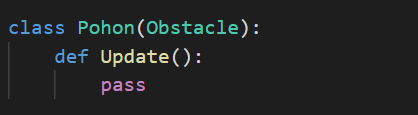 class Pohon(Obstacle):
    def Update():
        pass